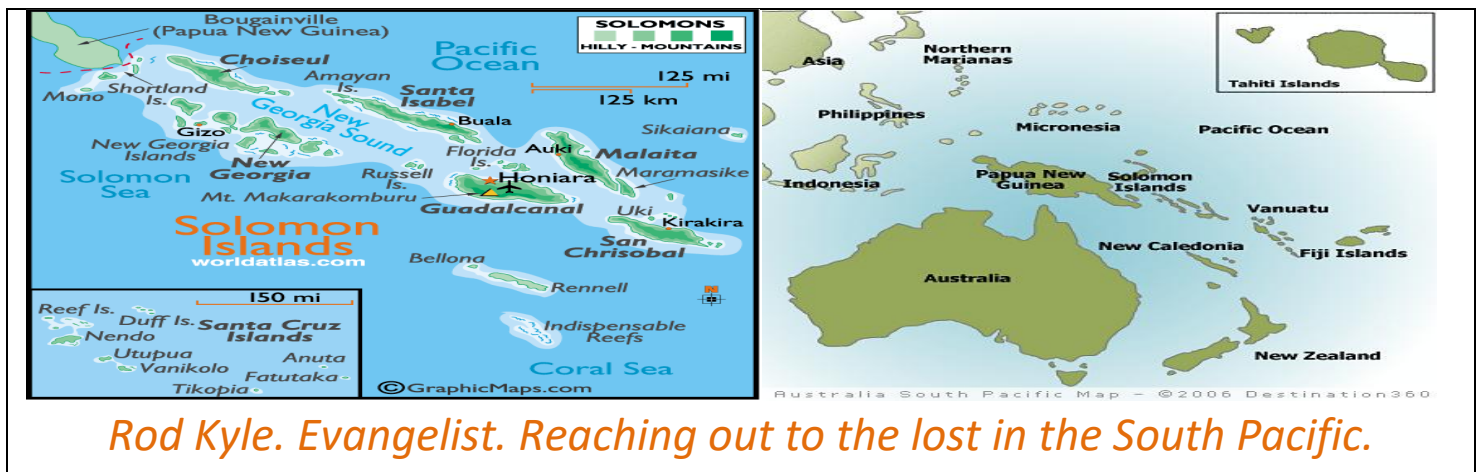 Bougainville
(Papua New Guinea)
Choiseul
Mono
Shortland
Is.
Pacific
Ocean
SOLOMONS
HILLY - MOUNTAINS
125 mi
125 km
Amayan
Is.
Santa
Isabel
Buala
New
Georgia Sound
Gizo
New Georgia
Islands
New
Georgia
Solomon
Sea
Sikaiana
Florida
Is.
Auki
Malaita
Maramasike
Russell
Is.
Honiara
Mt. Makarakomburu
Guadalcanal
Uki
Kirakira
San
Chrisobal
Solomon
Islands
worldatlas.com
Bellona
Rennell
N
Indispensable
Reefs
Coral Sea
150 mi
Reef Is.
Duff Is.
Santa Cruz
Islands
Nendo
Utupua
Vanikolo
Anuta
Fatutaka
Tikopia
©GraphicMaps.com
Asia
Northern
Marianas
Tahiti Islands
Philippines
Micronesia
Pacific Ocean
Indonesia
Papua New
Guinea
Solomon
Islands
Vanuatu
New Caledonia
Fiji Islands
Australia
New Zealand
Australia South Pacific Map - ©2006 Destination360
Rod Kyle. Evangelist. Reaching out to the lost in the South Pacific.